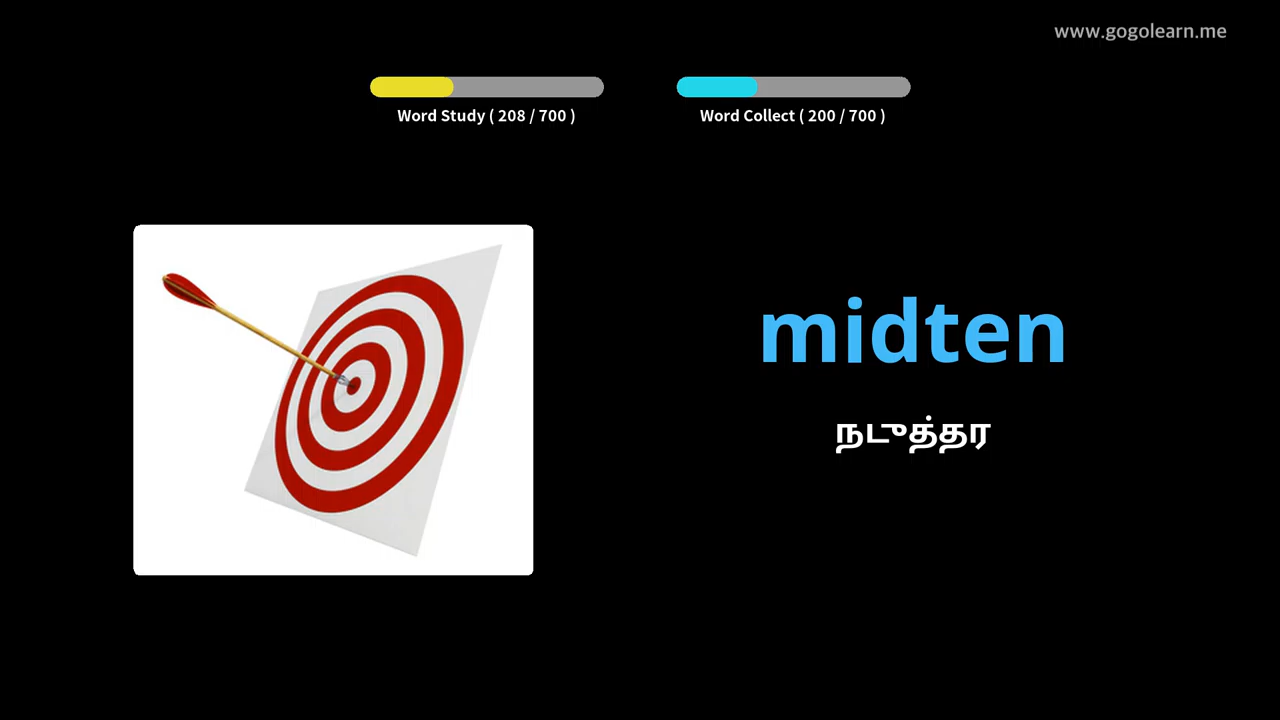 www.gogolearn.me
Word Study ( 208 / 700 )
Word Collect ( 200 / 700 )
midten
நடுத்தர